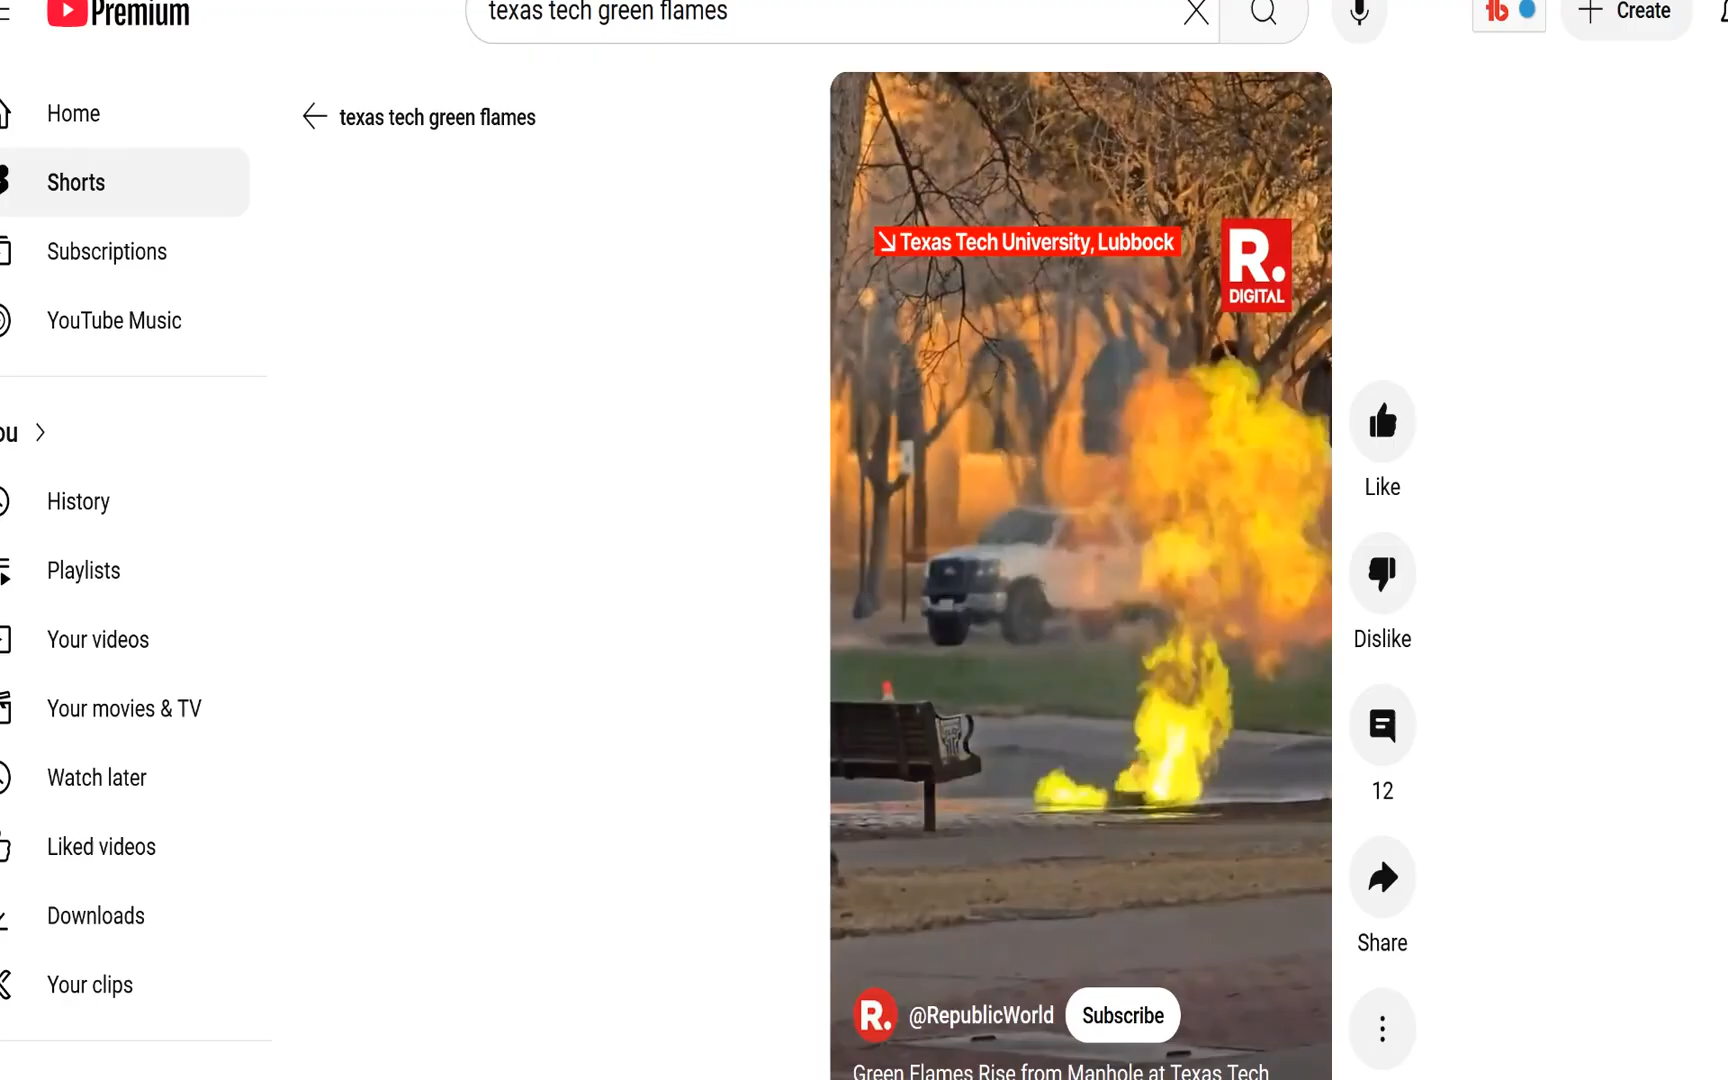 Premium
texas tech green flames
Create
Home
texas tech green flames
Shorts
Subscriptions
YouTube Music
ou
History
Playlists
Your videos
Your movies & TV
Watch later
Liked videos
Downloads
Your clips
Texas Tech University, Lubbock
R.
DIGITAL
Like
Dislike
12
Share
R.
@RepublicWorld
Subscribe
Green Flames Rise from Manhole at Texas Tech